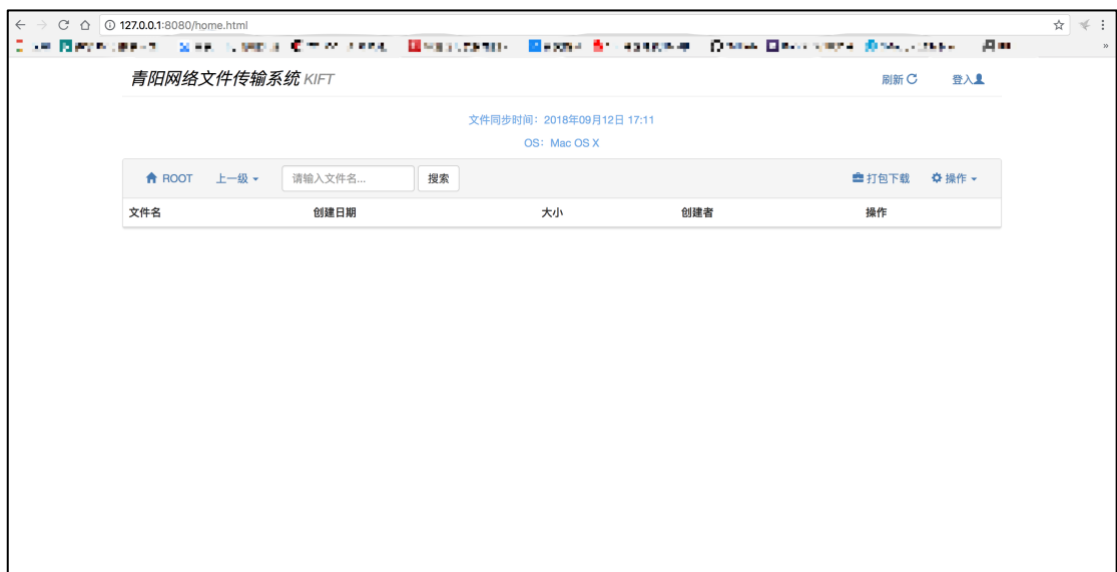 127.0.0.1:8080/home.html
青阳网络文件传输系统 KIFT 刷新 登入
文件同步时间:2018年09月12日 17:11
OS:Mac OS X
ROOT 上一级 请输入文件名... 搜索 打包下载 操作
文件名 创建日期 大小 创建者 操作